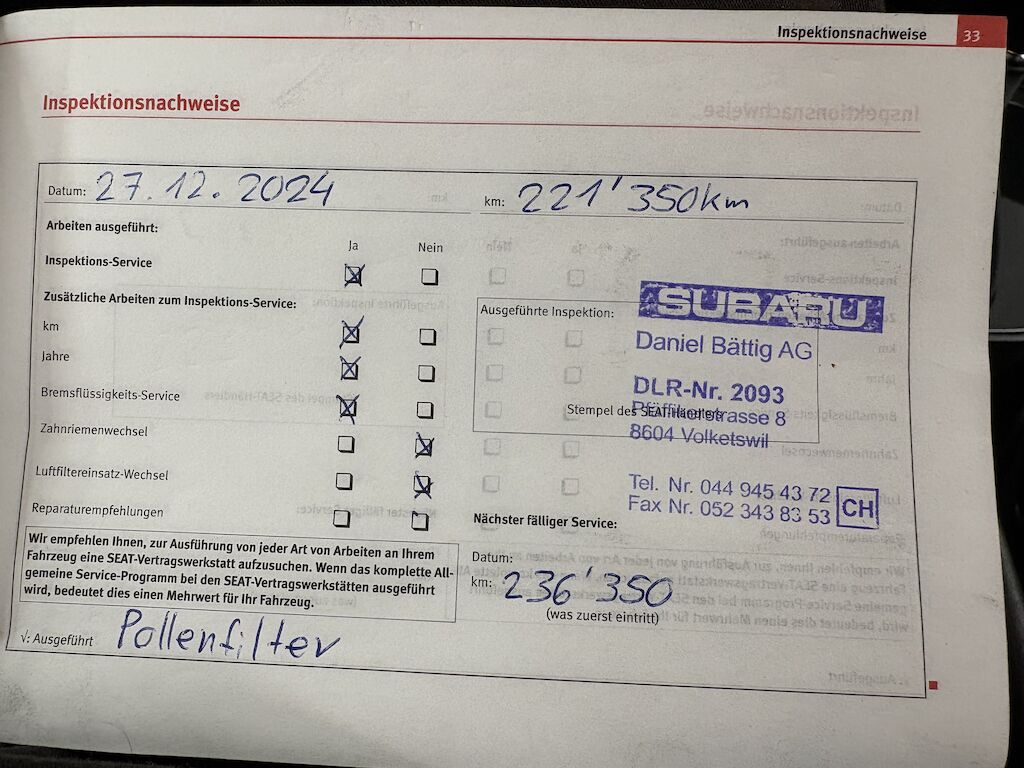 Inspektionsnachweise 33
Inspektionsnachweise
Datum: 27.12.2024
km: 221'350km
Arbeiten ausgeführt:
Ja Nein
Inspektions-Service
Zusätzliche Arbeiten zum Inspektions-Service:
km
Jahre
Bremsflüssigkeits-Service
Zahnriemenwechsel
Luftfiltereinsatz-Wechsel
Reparaturempfehlungen
Wir empfehlen Ihnen, zur Ausführung von jeder Art von Arbeiten an Ihrem
Fahrzeug eine SEAT-Vertragswerkstatt aufzusuchen. Wenn das komplette All-
gemeine Service-Programm bei den SEAT-Vertragswerkstätten ausgeführt
wird, bedeutet dies einen Mehrwert für Ihr Fahrzeug.
√: Ausgeführt Pollenfilter
Ausgeführte Inspektion:
SUBARU
Daniel Bättig AG
DLR-Nr. 2093
Stempel des SEAT-Händlers
Pfäffikerstrasse 8
8604 Volketswil
Tel. Nr. 044 945 43 72
Fax Nr. 052 343 83 53
CH
Nächster fälliger Service:
Datum:
km: 236'350
(was zuerst eintritt)